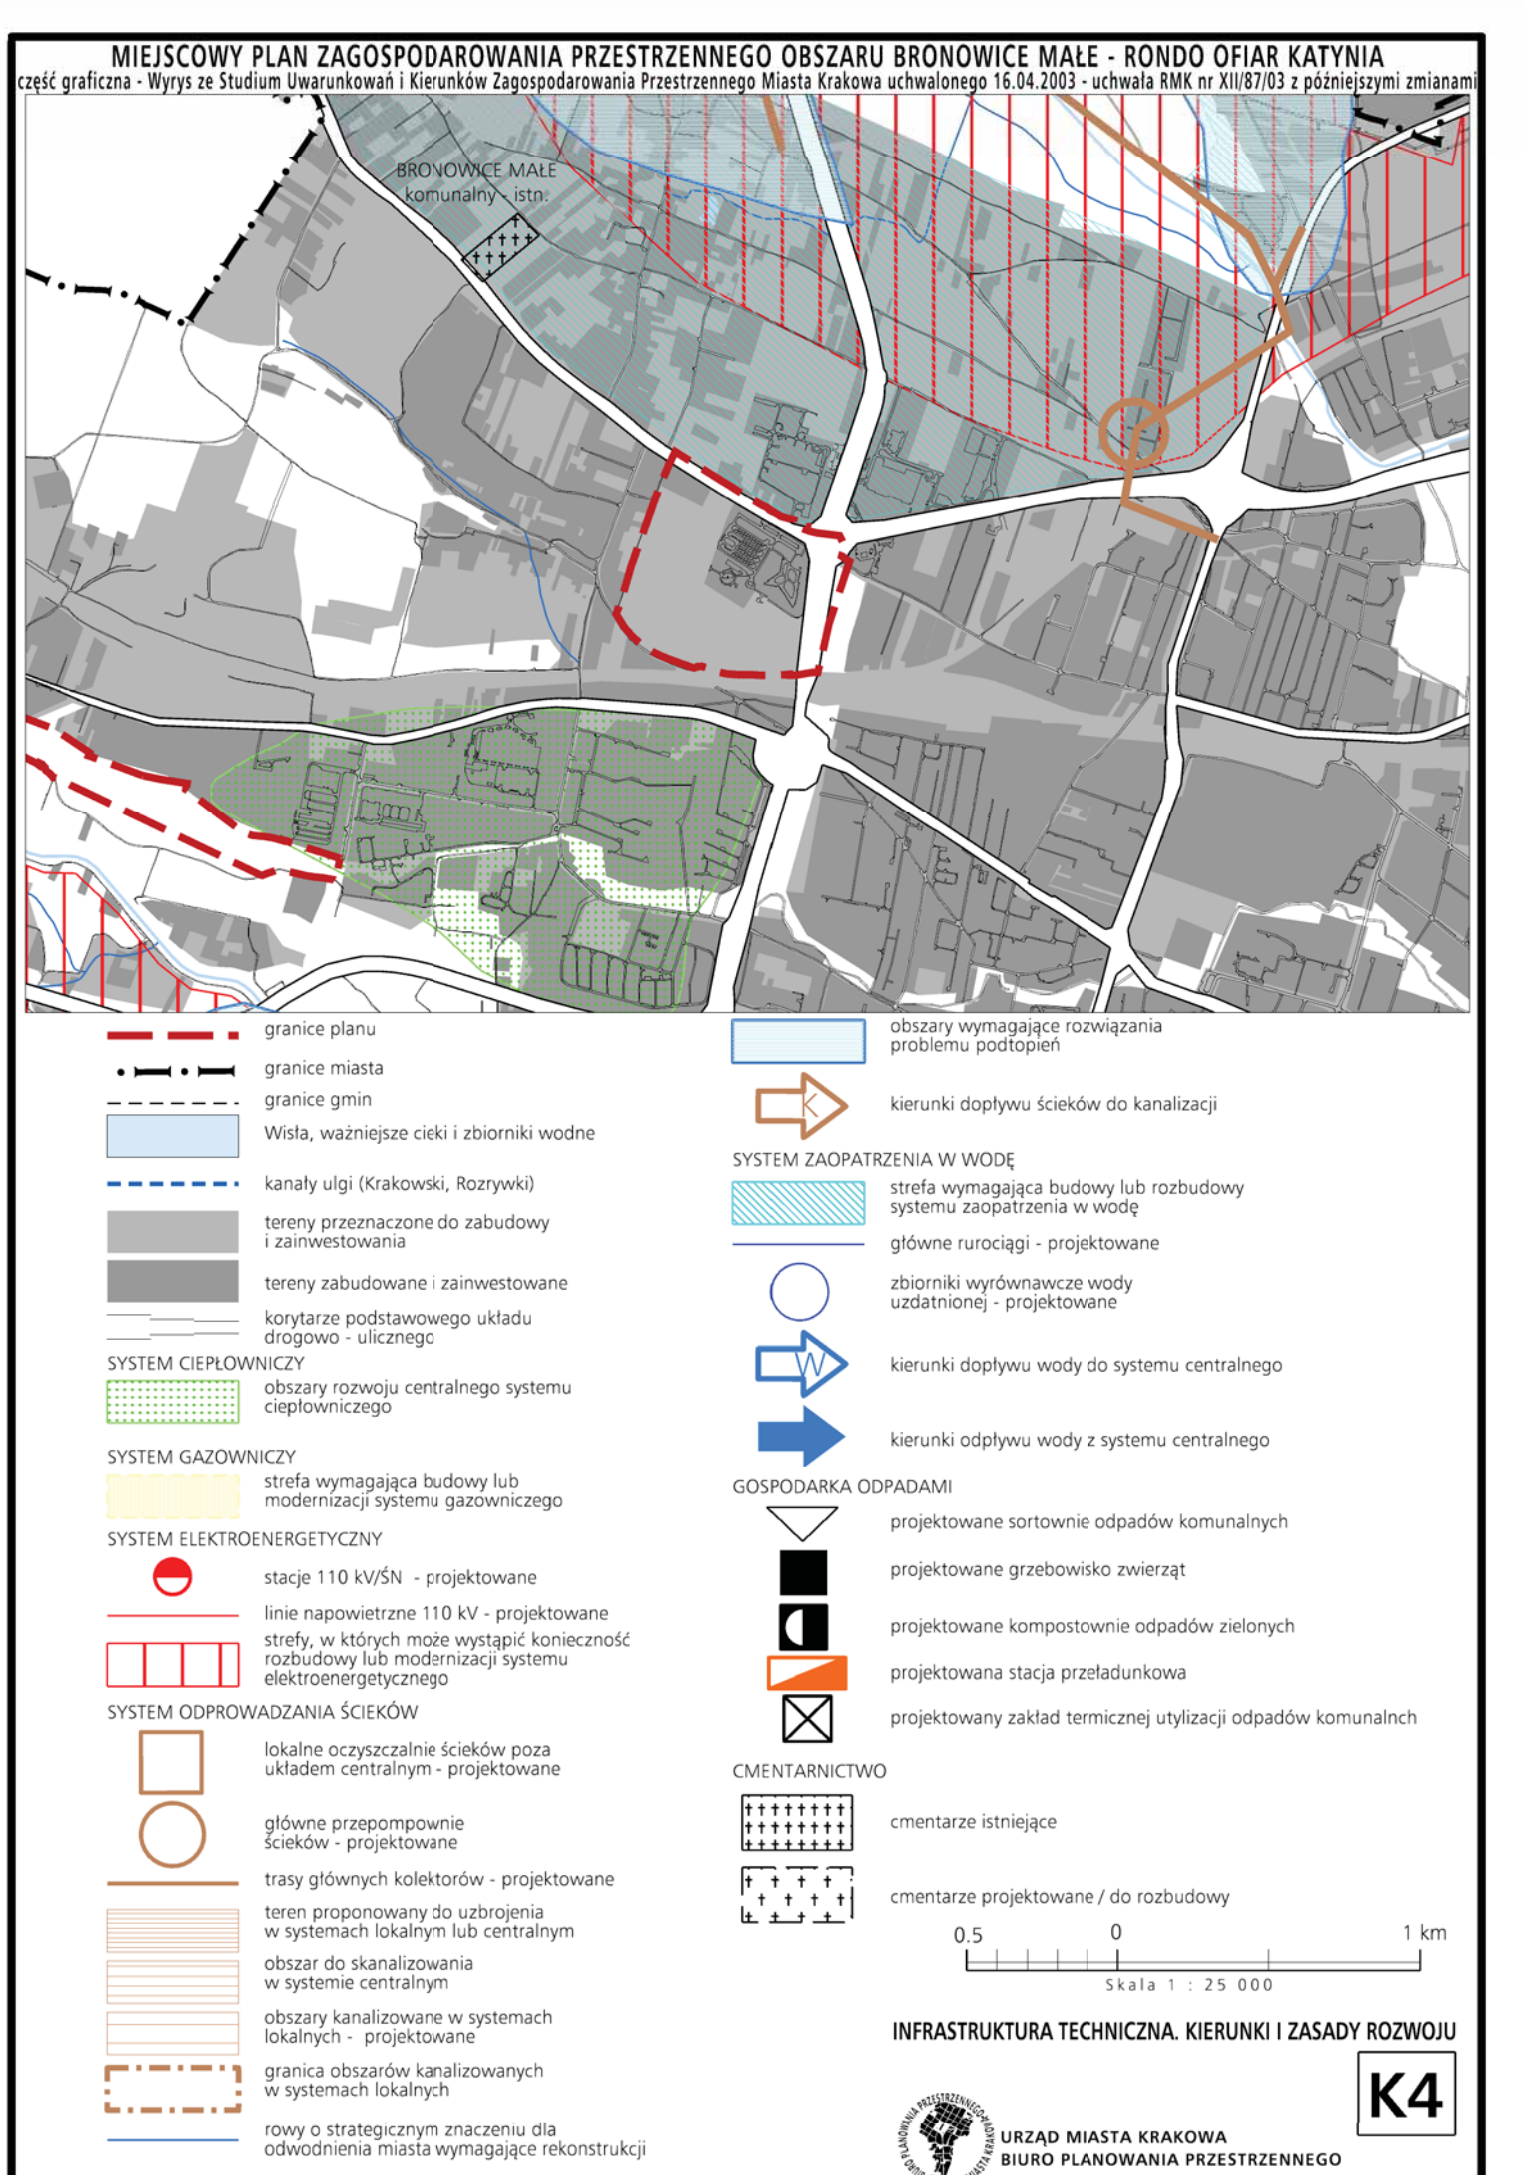 MIEJSCOWY PLAN ZAGOSPODAROWANIA PRZESTRZENNEGO OBSZARU BRONOWICE MAŁE - RONDO OFIAR KATYNIA
część graficzna - Wyrys ze Studium Uwarunkowań i Kierunków Zagospodarowania Przestrzennego Miasta Krakowa uchwalonego 16.04.2003 - uchwała RMK nr XII/87/03 z późniejszymi zmianami
BRONOWICE MAŁE
komunalny - istn.
granice planu
granice miasta
granice gmin
Wisła, ważniejsze cieki i zbiorniki wodne
kanały ulgi (Krakowski, Rozrywki)
tereny przeznaczone do zabudowy
i zainwestowania
tereny zabudowane i zainwestowane
korytarze podstawowego układu
drogowo - ulicznego
SYSTEM CIEPŁOWNICZY
obszary rozwoju centralnego systemu
ciepłowniczego
SYSTEM GAZOWNICZY
strefa wymagająca budowy lub
modernizacji systemu gazowniczego
SYSTEM ELEKTROENERGETYCZNY
stacje 110 kV/ŚN - projektowane
linie napowietrzne 110 kV - projektowane
strefy, w których może wystąpić konieczność
rozbudowy lub modernizacji systemu
elektroenergetycznego
SYSTEM ODPROWADZANIA ŚCIEKÓW
lokalne oczyszczalnie ścieków poza
układem centralnym - projektowane
główne przepompownie
ścieków - projektowane
trasy głównych kolektorów - projektowane
teren proponowany do uzbrojenia
w systemach lokalnym lub centralnym
obszar do skanalizowania
w systemie centralnym
obszary kanalizowane w systemach
lokalnych - projektowane
granica obszarów kanalizowanych
w systemach lokalnych
rowy o strategicznym znaczeniu dla
odwodnienia miasta wymagające rekonstrukcji
obszary wymagające rozwiązania
problemu podtopień
K
kierunki dopływu ścieków do kanalizacji
SYSTEM ZAOPATRZENIA W WODĘ
strefa wymagająca budowy lub rozbudowy
systemu zaopatrzenia w wodę
główne rurociągi - projektowane
zbiorniki wyrównawcze wody
uzdatnionej - projektowane
W
kierunki dopływu wody do systemu centralnego
kierunki odpływu wody z systemu centralnego
GOSPODARKA ODPADAMI
projektowane sortownie odpadów komunalnych
projektowane grzebowisko zwierząt
projektowane kompostownie odpadów zielonych
projektowana stacja przeładunkowa
projektowany zakład termicznej utylizacji odpadów komunalnch
CMENTARNICTWO
cmentarze istniejące
cmentarze projektowane / do rozbudowy
0.5 0 1 km
Skala 1 : 25 000
INFRASTRUKTURA TECHNICZNA. KIERUNKI I ZASADY ROZWOJU
K4
URZĄD MIASTA KRAKOWA
BIURO PLANOWANIA PRZESTRZENNEGO